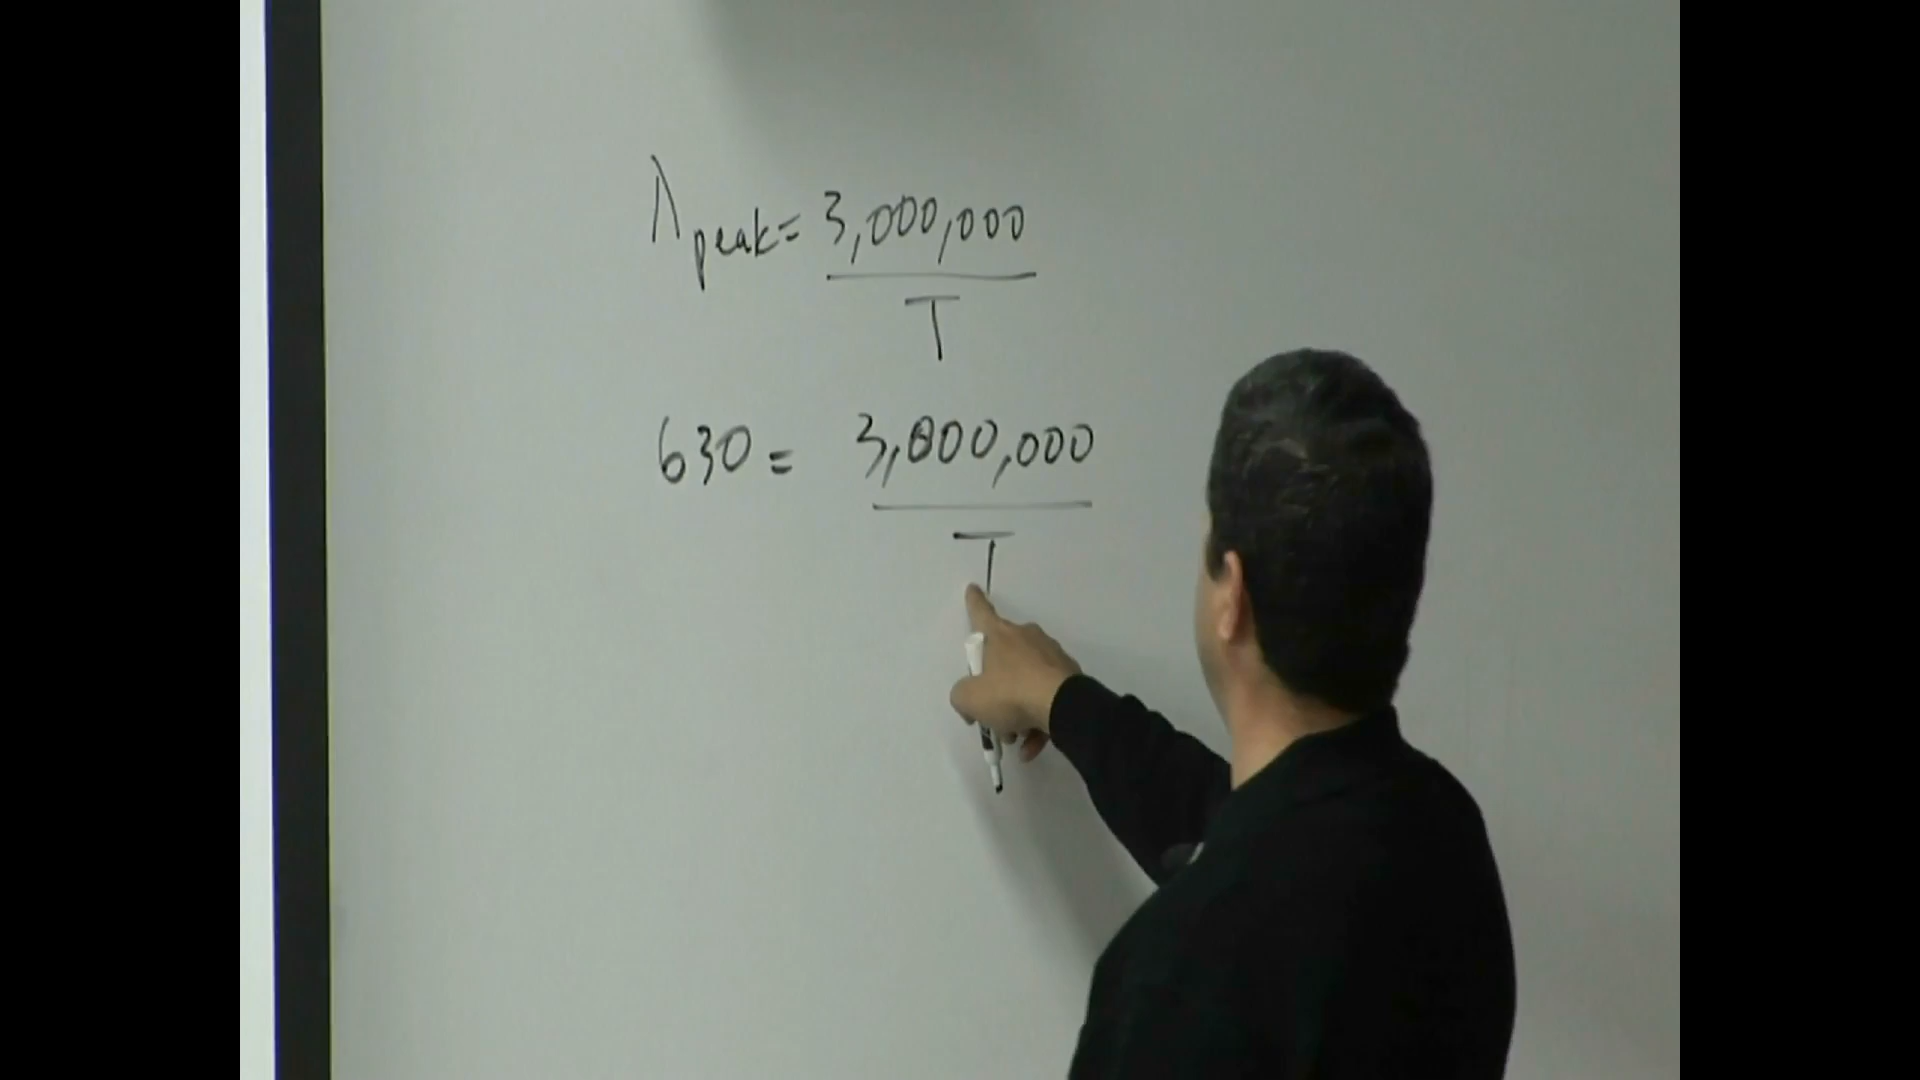 λpeak = 3,000,000
T
630 = 3,000,000
T